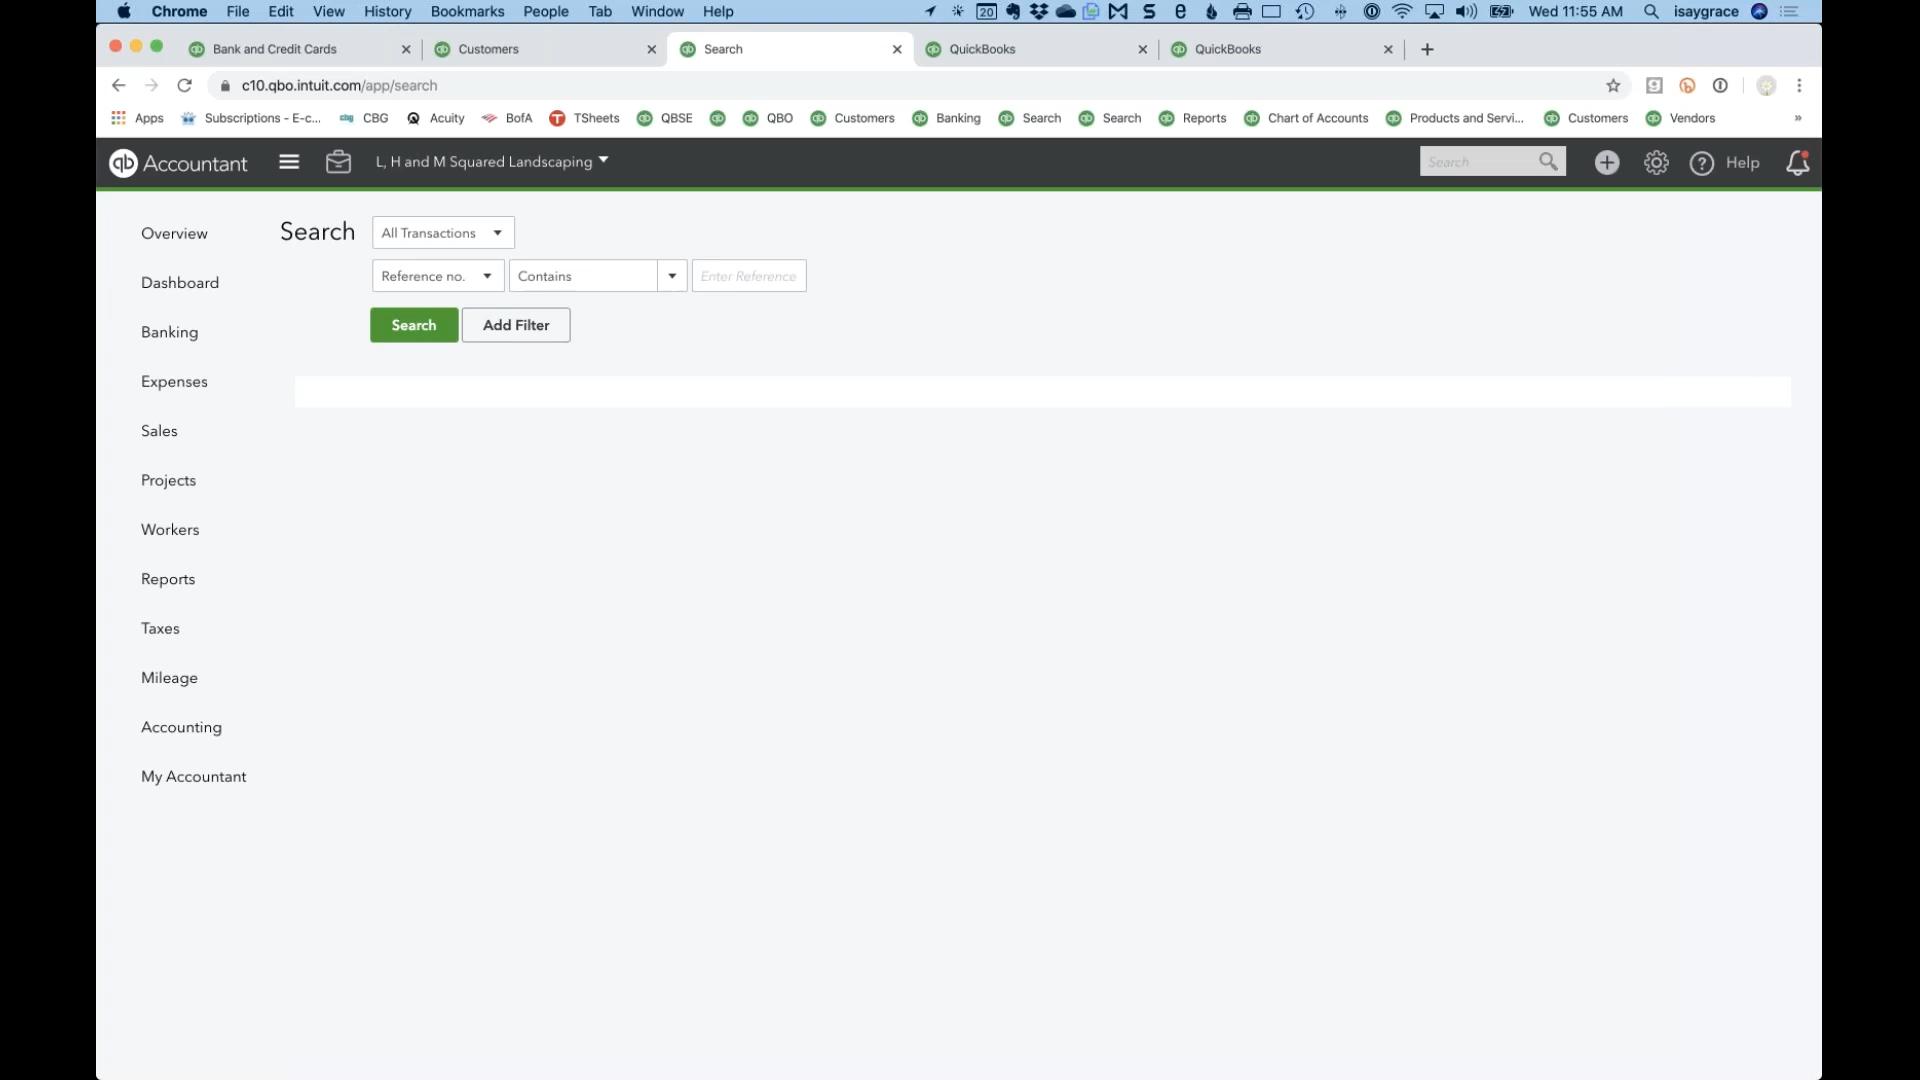 Chrome File Edit View History Bookmarks People Tab Window Help 20 Wed 11:55 AM isaygrace
Bank and Credit Cards Customers Search QuickBooks QuickBooks
c10.qbo.intuit.com/app/search
Apps Subscriptions - E-c... CBG Acuity BofA TSheets QBSE QBO Customers Banking Search Search Reports Chart of Accounts Products and Servi... Customers Vendors »
qb Accountant L, H and M Squared Landscaping Search Help
Overview
Dashboard
Banking
Expenses
Sales
Projects
Workers
Reports
Taxes
Mileage
Accounting
My Accountant
Search All Transactions
Reference no. Contains Enter Reference
Search Add Filter